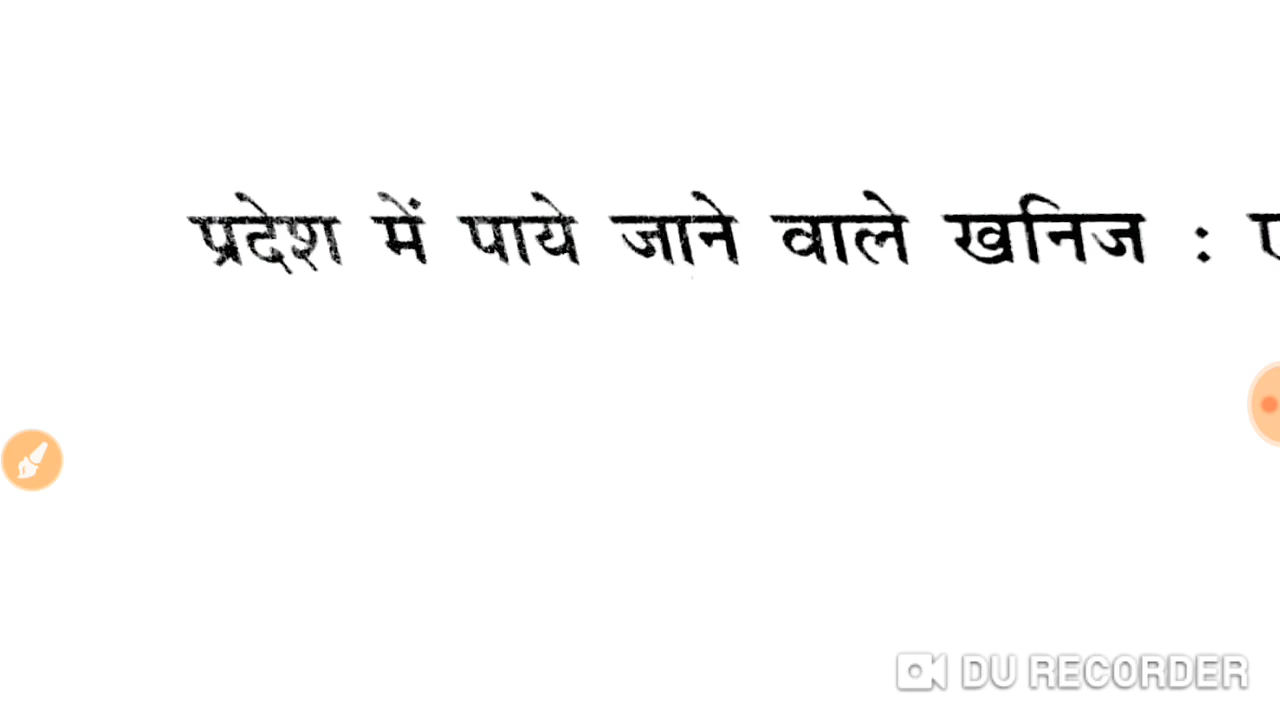 प्रदेश में पाये जाने वाले खनिज :
DU RECORDER